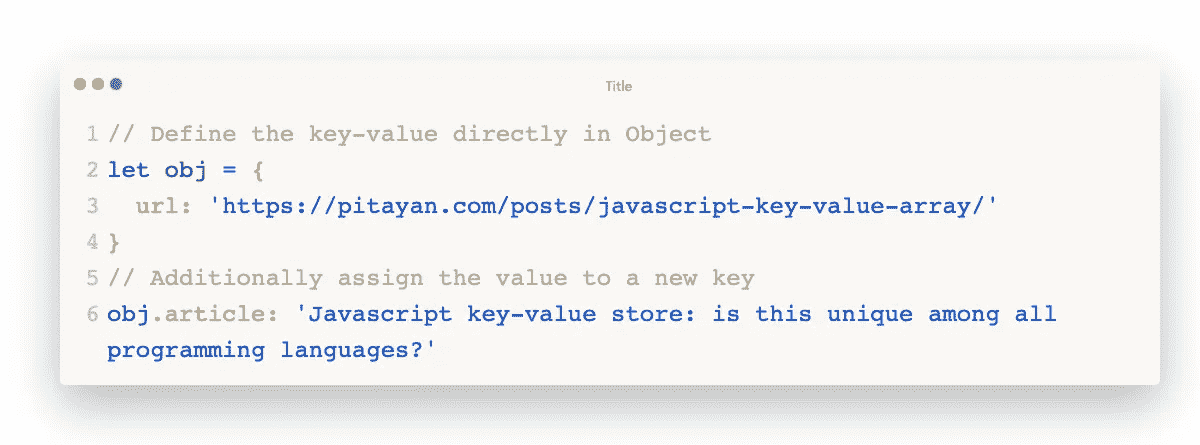 Title
1 // Define the key-value directly in Object
2 let obj = {
3   url: 'https://pitayan.com/posts/javascript-key-value-array/'
4 }
5 // Additionally assign the value to a new key
6 obj.article: 'Javascript key-value store: is this unique among all
programming languages?'